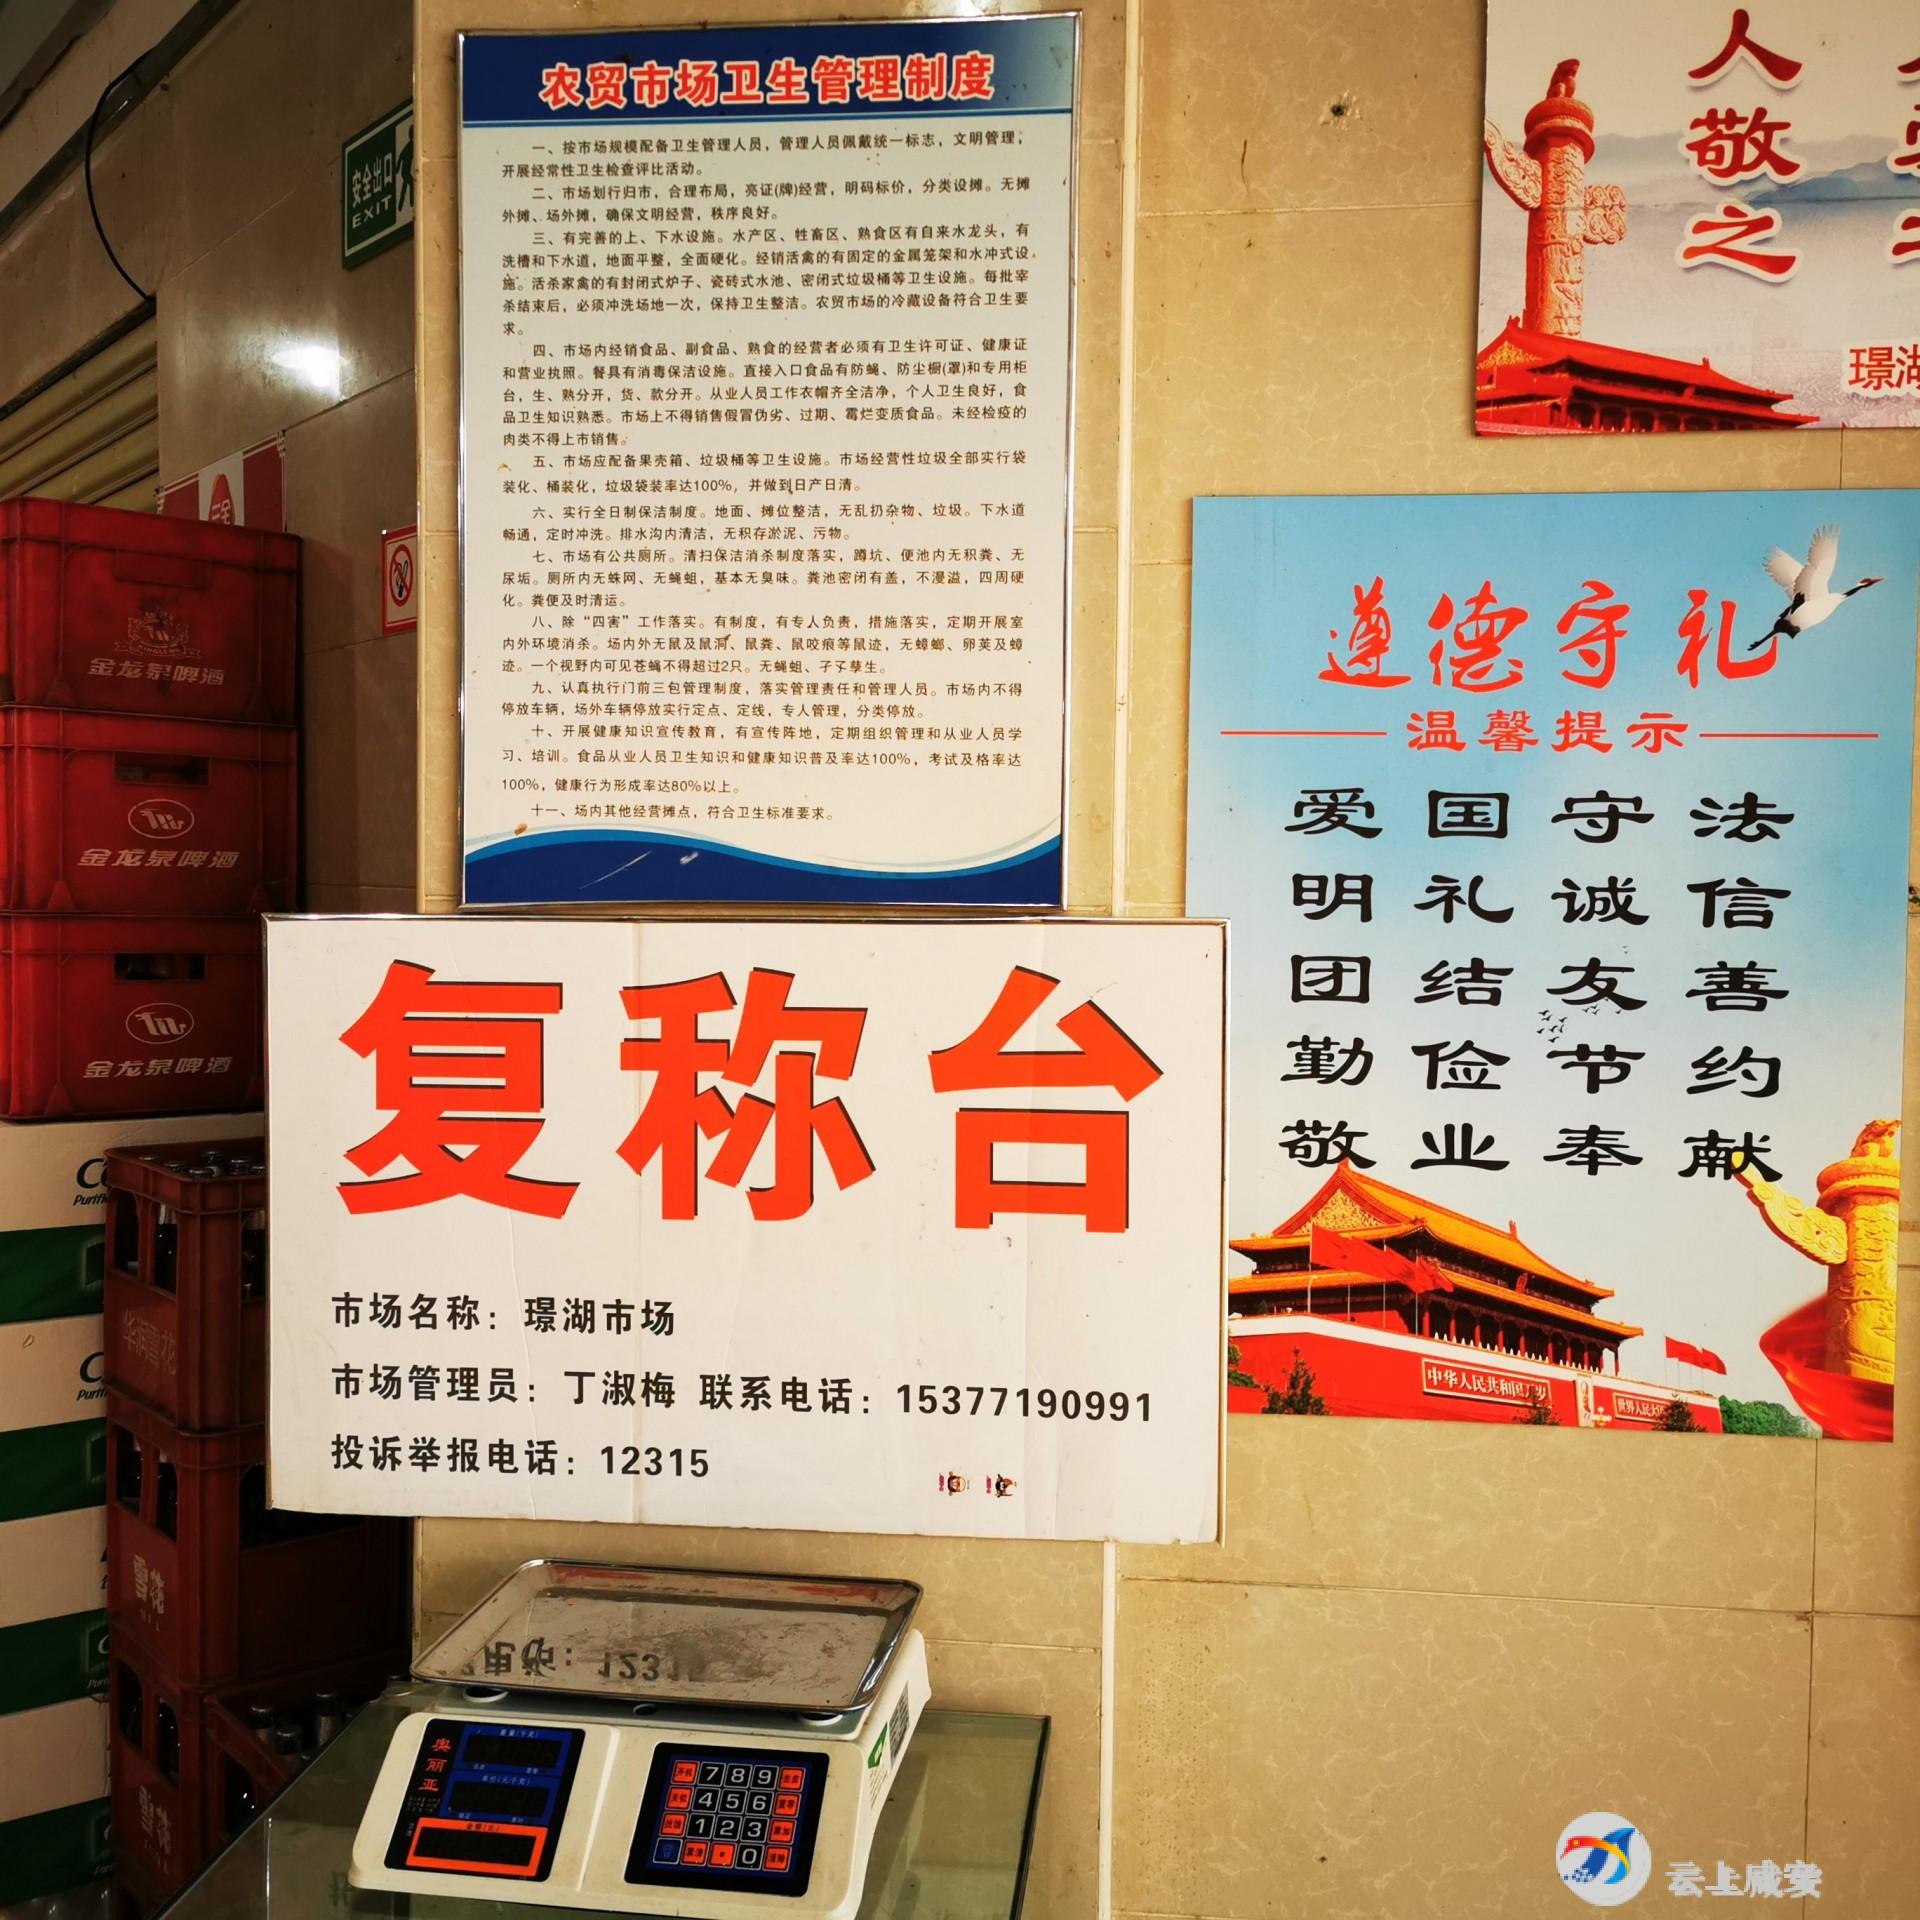 农贸市场卫生管理制度
一、按市场规模配备卫生管理人员，管理人员佩戴统一标志，文明管理，
开展经常性卫生检查评比活动。
二、市场划行归市，合理布局，亮证(牌)经营，明码标价，分类设摊。无摊
外摊、场外摊，确保文明经营，秩序良好。
三、有完善的上、下水设施。水产区、牲畜区、熟食区有自来水龙头，有
洗槽和下水道，地面平整，全面硬化。经销活禽的有固定的金属笼架和水冲式设
施。活杀家禽的有封闭式炉子、瓷砖式水池、密闭式垃圾桶等卫生设施。每批宰
杀结束后，必须冲洗场地一次，保持卫生整洁。农贸市场的冷藏设备符合卫生要
求。
四、市场内经销食品、副食品、熟食的经营者必须有卫生许可证、健康证
和营业执照。餐具有消毒保洁设施。直接入口食品有防蝇、防尘橱(罩)和专用柜
台，生、熟分开，货、款分开。从业人员工作衣帽齐全洁净，个人卫生良好，食
品卫生知识熟悉。市场上不得销售假冒伪劣、过期、霉烂变质食品。未经检疫的
肉类不得上市销售。
五、市场应配备果壳箱、垃圾桶等卫生设施。市场经营性垃圾全部实行袋
装化、桶装化，垃圾袋装率达100%，并做到日产日清。
六、实行全日制保洁制度。地面、摊位整洁，无乱扔杂物、垃圾。下水道
畅通，定时冲洗。排水沟内清洁，无积存淤泥、污物。
七、市场有公共厕所。清扫保洁消杀制度落实，蹲坑、便池内无积粪、无
尿垢。厕所内无蛛网、无蝇蛆，基本无臭味。粪池密闭有盖，不漫溢，四周硬
化。粪便及时清运。
八、除“四害”工作落实。有制度，有专人负责，措施落实，定期开展室
内外环境消杀。场内外无鼠及鼠洞、鼠粪、鼠咬痕等鼠迹，无蟑螂、卵荚及蟑
迹。一个视野内可见苍蝇不得超过2只。无蝇蛆、孑孓孳生。
九、认真执行门前三包管理制度，落实管理责任和管理人员。市场内不得
停放车辆，场外车辆停放实行定点、定线，专人管理，分类停放。
十、开展健康知识宣传教育，有宣传阵地，定期组织管理和从业人员学
习、培训。食品从业人员卫生知识和健康知识普及率达100%，考试及格率达
100%，健康行为形成率达80%以上。
十一、场内其他经营摊点，符合卫生标准要求。
安全出口
EXIT
人
敬
之
璟湖
遵德守礼
温馨提示
爱国守法
明礼诚信
团结友善
勤俭节约
敬业奉献
中华人民共和国万岁
世界人民大
复称台
市场名称：璟湖市场
市场管理员：丁淑梅 联系电话：15377190991
投诉举报电话：12315
金龙泉啤酒
金龙泉啤酒
金龙泉啤酒
华润雪花
雪花
奥丽亚
重量(千克)
单价(元/千克)
金额(元)
开机 7 8 9 去皮
关机 4 5 6 置零
1 2 3 累加
0 清除
电话：12315
云上咸安